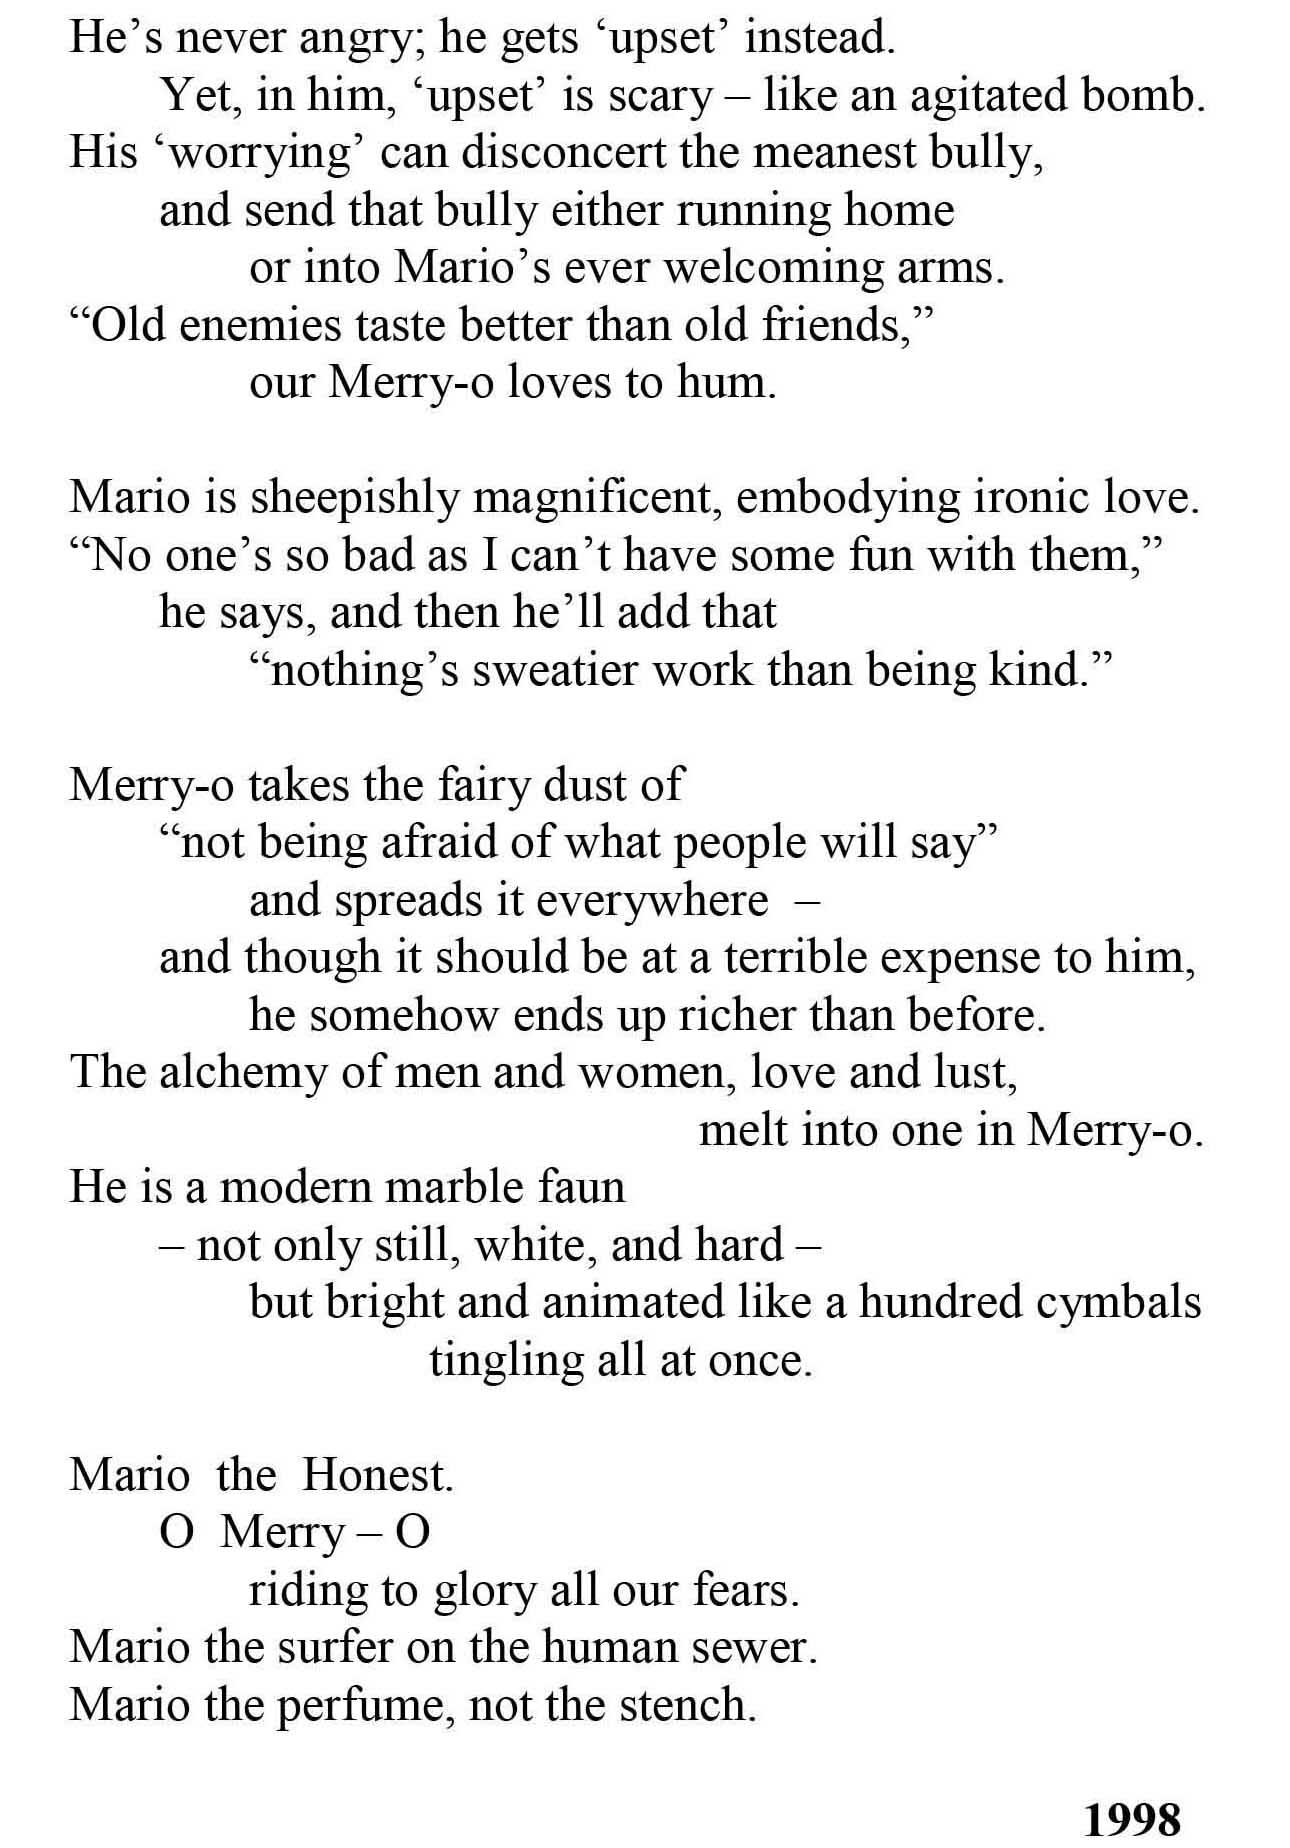 He’s never angry; he gets ‘upset’ instead.
Yet, in him, ‘upset’ is scary – like an agitated bomb.
His ‘worrying’ can disconcert the meanest bully,
and send that bully either running home
or into Mario’s ever welcoming arms.
“Old enemies taste better than old friends,”
our Merry-o loves to hum.

Mario is sheepishly magnificent, embodying ironic love.
“No one’s so bad as I can’t have some fun with them,”
he says, and then he’ll add that
“nothing’s sweatier work than being kind.”

Merry-o takes the fairy dust of
“not being afraid of what people will say”
and spreads it everywhere –
and though it should be at a terrible expense to him,
he somehow ends up richer than before.
The alchemy of men and women, love and lust,
melt into one in Merry-o.
He is a modern marble faun
– not only still, white, and hard –
but bright and animated like a hundred cymbals
tingling all at once.

Mario the Honest.
O Merry – O
riding to glory all our fears.
Mario the surfer on the human sewer.
Mario the perfume, not the stench.

1998